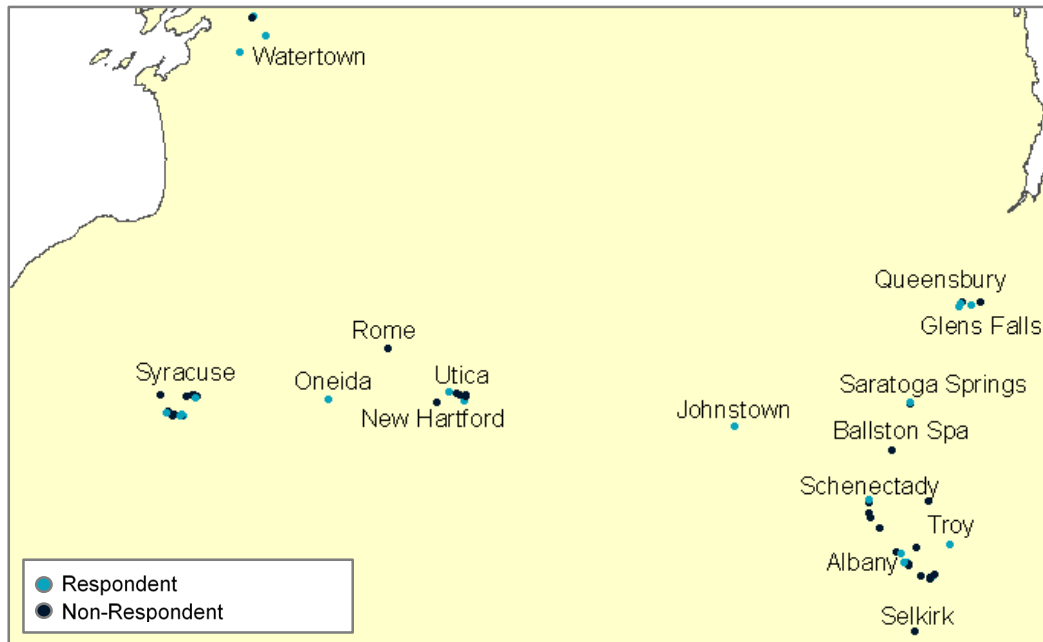 Watertown
Queensbury
Glens Falls
Rome
Syracuse
Oneida
Utica
New Hartford
Johnstown
Saratoga Springs
Ballston Spa
Schenectady
Troy
Albany
Selkirk
Respondent
Non-Respondent